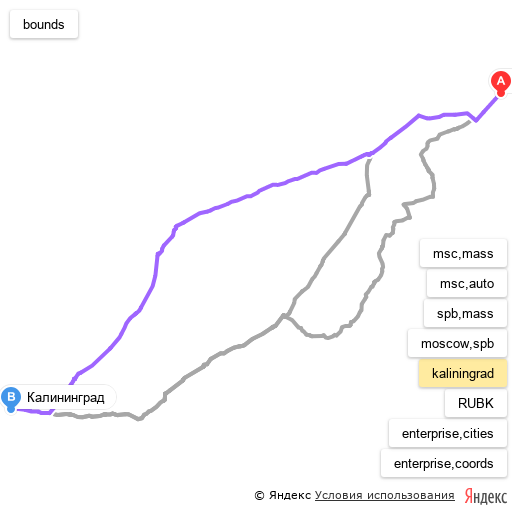 bounds
A
msc,mass
msc,auto
spb,mass
moscow,spb
kaliningrad
B Калининград
RUBK
enterprise,cities
enterprise,coords
© Яндекс Условия использования Яндекс